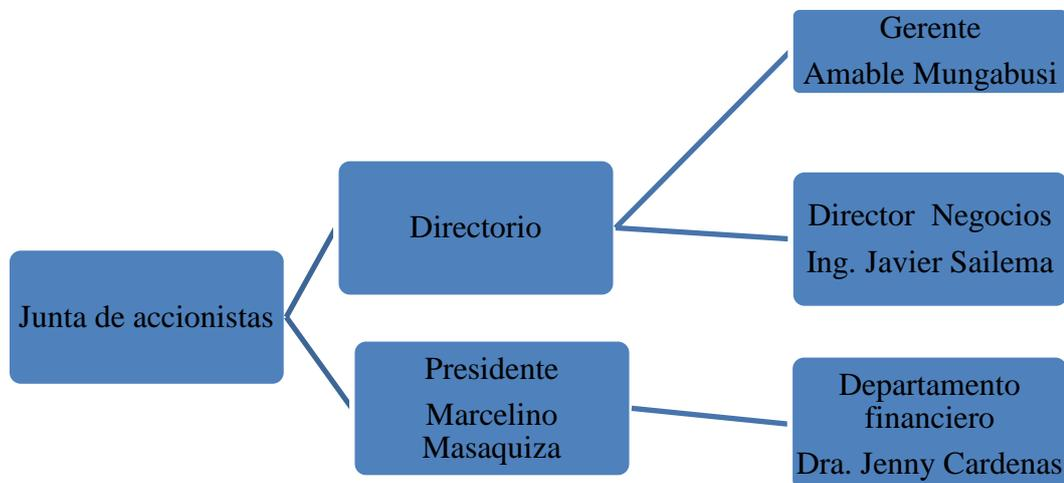 Junta de accionistas
Directorio
Presidente
Marcelino
Masaquiza
Gerente
Amable Mungabusi
Director Negocios
Ing. Javier Sailema
Departamento
financiero
Dra. Jenny Cardenas